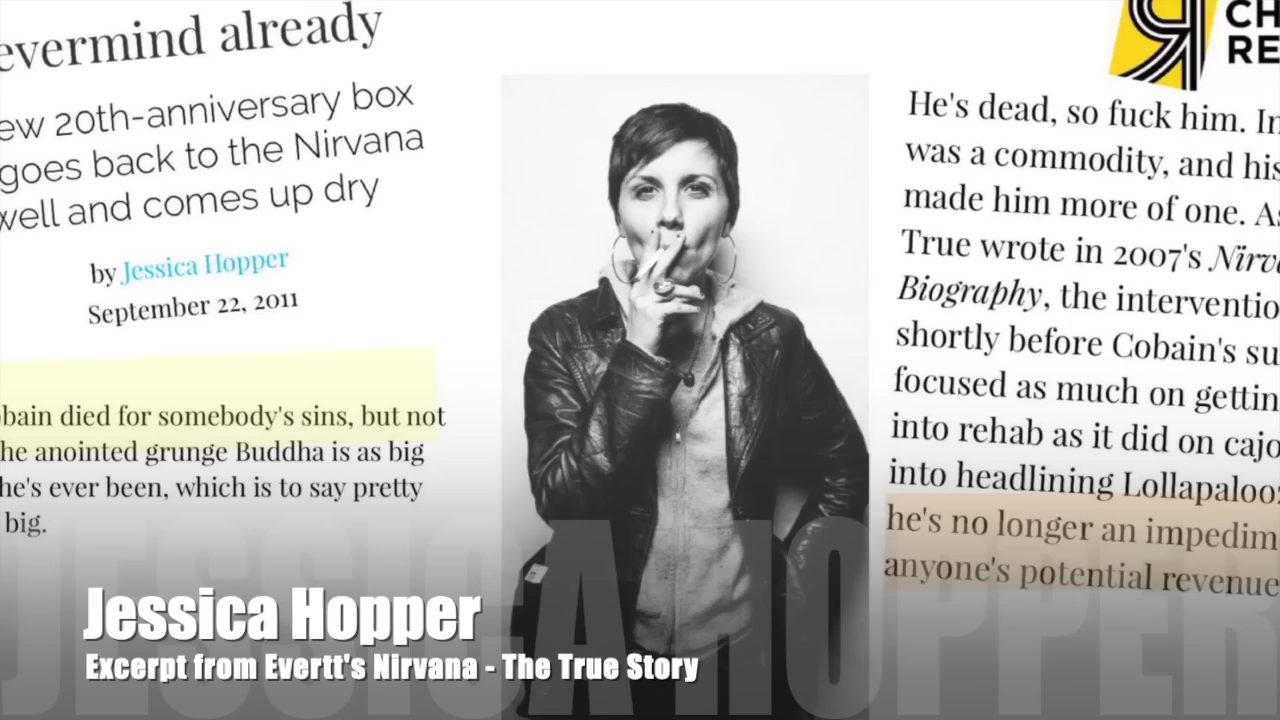 evermind already
ew 20th-anniversary box
goes back to the Nirvana
well and comes up dry
by Jessica Hopper
September 22, 2011
obain died for somebody's sins, but not
he anointed grunge Buddha is as big
he's ever been, which is to say pretty
big.
CH
RE
He's dead, so fuck him. In
was a commodity, and his
made him more of one. As
True wrote in 2007's Nirva
Biography, the interventio
shortly before Cobain's su
focused as much on gettin
into rehab as it did on cajo
into headlining Lollapalooz
he's no longer an impedim
anyone's potential revenue
JESSICA HOPPER
Jessica Hopper
Excerpt from Evertt's Nirvana - The True Story